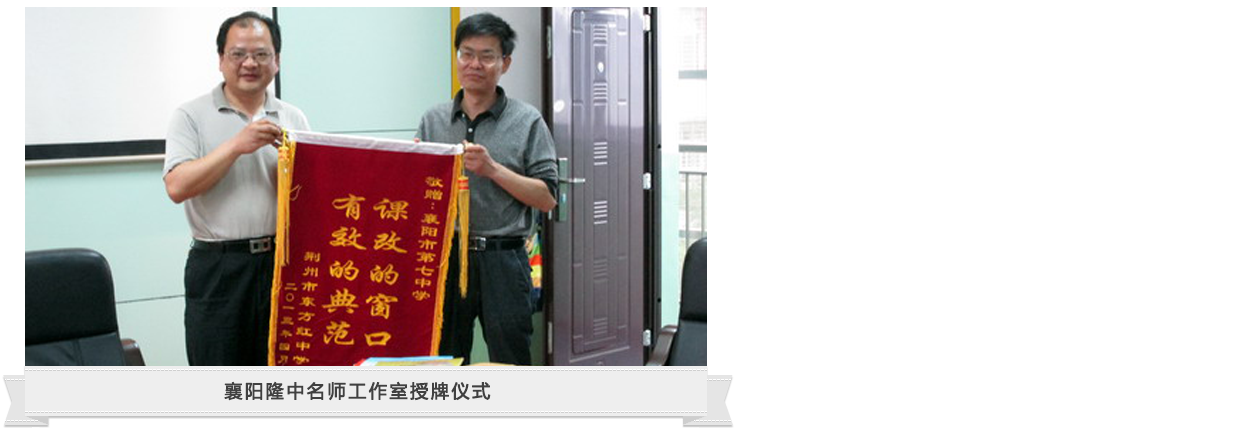 敬赠：襄阳市第七中学
课改的窗口
有效的典范
荆州市东方红中学
二〇一三年四月
襄阳隆中名师工作室授牌仪式